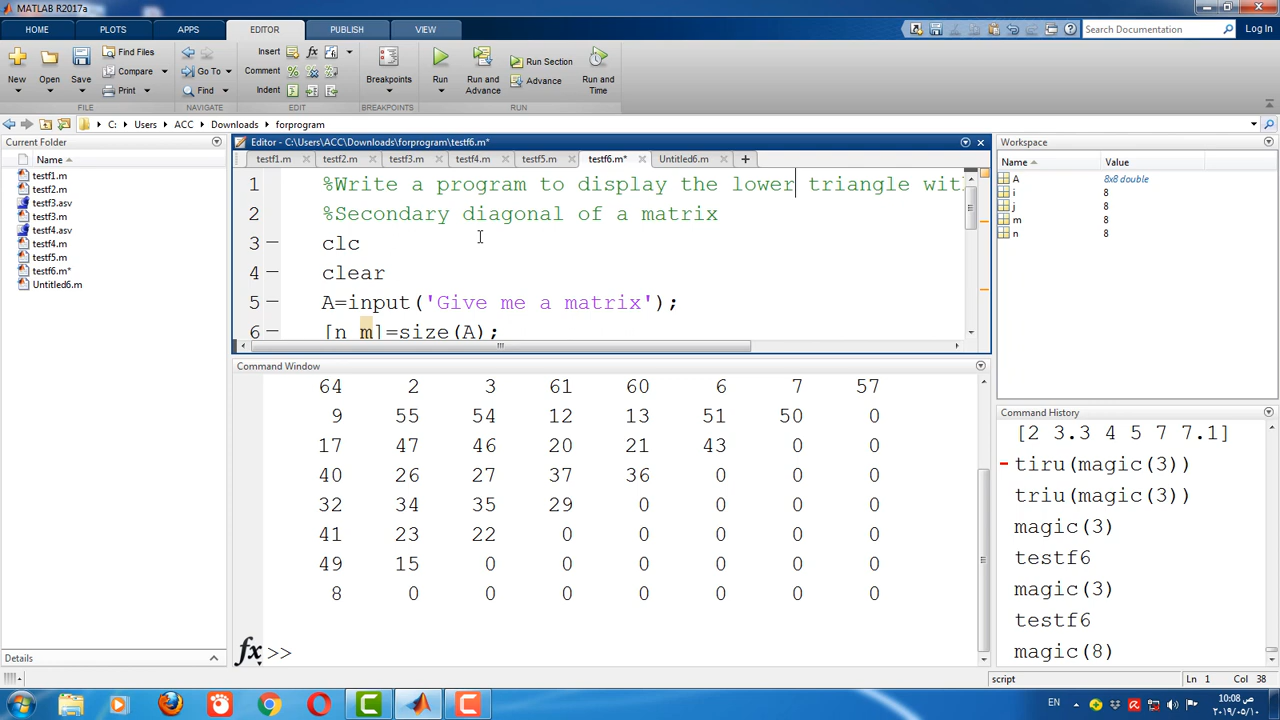 MATLAB R2017a
HOME PLOTS APPS EDITOR PUBLISH VIEW Search Documentation Log In
New Open Save Find Files Compare Print Go To Find Insert Comment Indent fx Breakpoints Run Run and Advance Run Section Advance Run and Time
FILE NAVIGATE EDIT BREAKPOINTS RUN
C: Users ACC Downloads forprogram
Current Folder
Name
testf1.m
testf2.m
testf3.asv
testf3.m
testf4.asv
testf4.m
testf5.m
testf6.m*
Untitled6.m
Details
Editor - C:\Users\ACC\Downloads\forprogram\testf6.m*
testf1.m testf2.m testf3.m testf4.m testf5.m testf6.m* Untitled6.m
1 %Write a program to display the lower triangle with
2 %Secondary diagonal of a matrix
3 clc
4 clear
5 A=input('Give me a matrix');
6 [n m]=size(A);
Command Window
64 2 3 61 60 6 7 57
9 55 54 12 13 51 50 0
17 47 46 20 21 43 0 0
40 26 27 37 36 0 0 0
32 34 35 29 0 0 0 0
41 23 22 0 0 0 0 0
49 15 0 0 0 0 0 0
8 0 0 0 0 0 0 0
fx >>
Workspace
Name Value
A 8x8 double
i 8
j 8
m 8
n 8
Command History
[2 3.3 4 5 7 7.1]
tiru(magic(3))
triu(magic(3))
magic(3)
testf6
magic(3)
testf6
magic(8)
script Ln 1 Col 38
EN 10:08 ص
٢٠١٩/٠٥/١٠